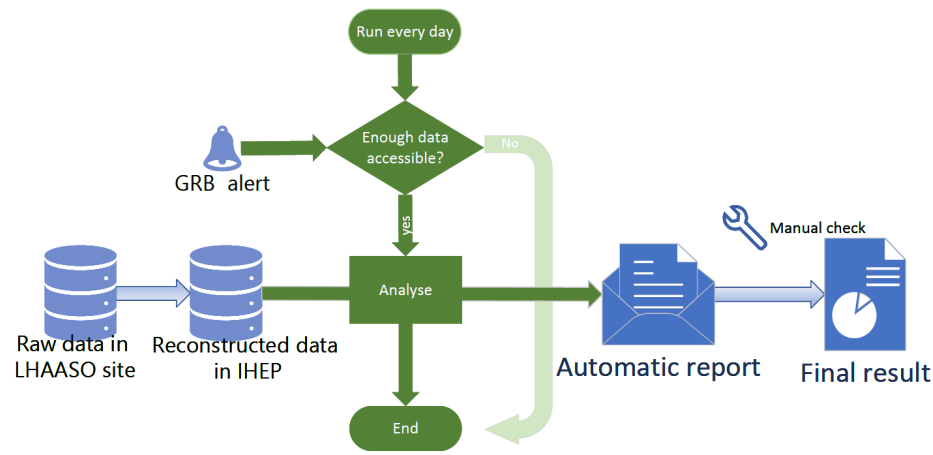 Run every day
Enough data
accessible?
No
GRB alert
yes
Manual check
Analyse
Raw data in
LHAASO site
Reconstructed data
in IHEP
Automatic report
Final result
End